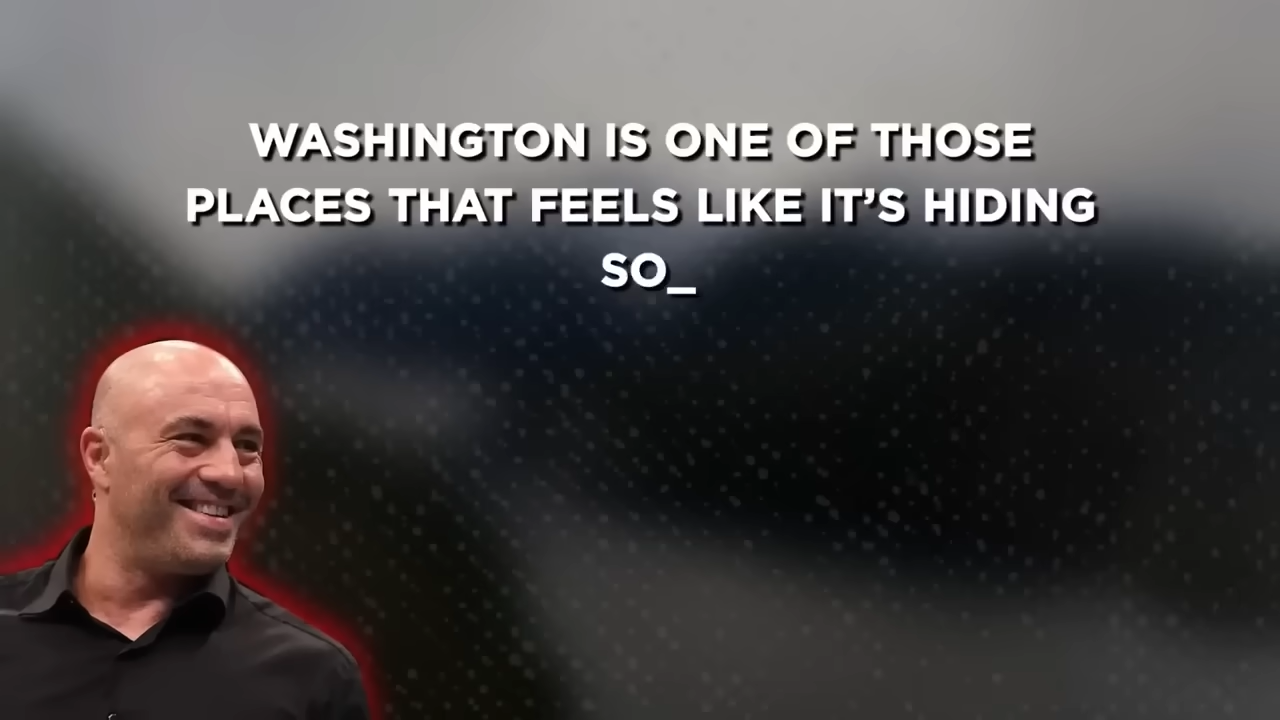 WASHINGTON IS ONE OF THOSE
PLACES THAT FEELS LIKE IT’S HIDING
SO_